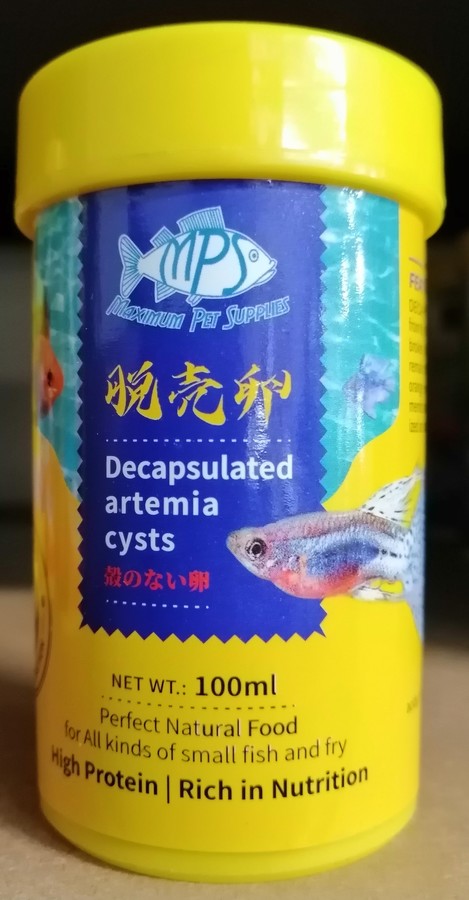 MPS
MAXIMUM PET SUPPLIES
脱壳卵
Decapsulated
artemia
cysts
殻のない卵
NET WT.: 100ml
Perfect Natural Food
for All kinds of small fish and fry
High Protein | Rich in Nutrition